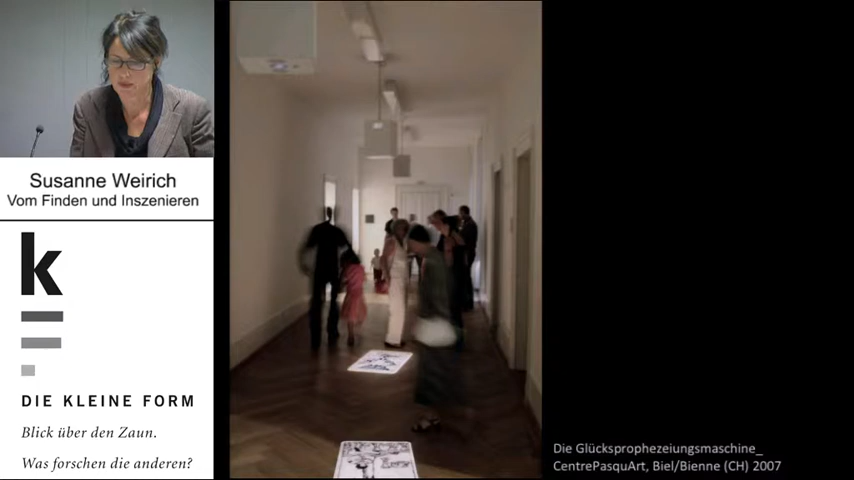 Susanne Weirich
Vom Finden und Inszenieren
k
DIE KLEINE FORM
Blick über den Zaun.
Was forschen die anderen?
Die Glücksprophezeiungsmaschine_
CentrePasquArt, Biel/Bienne (CH) 2007